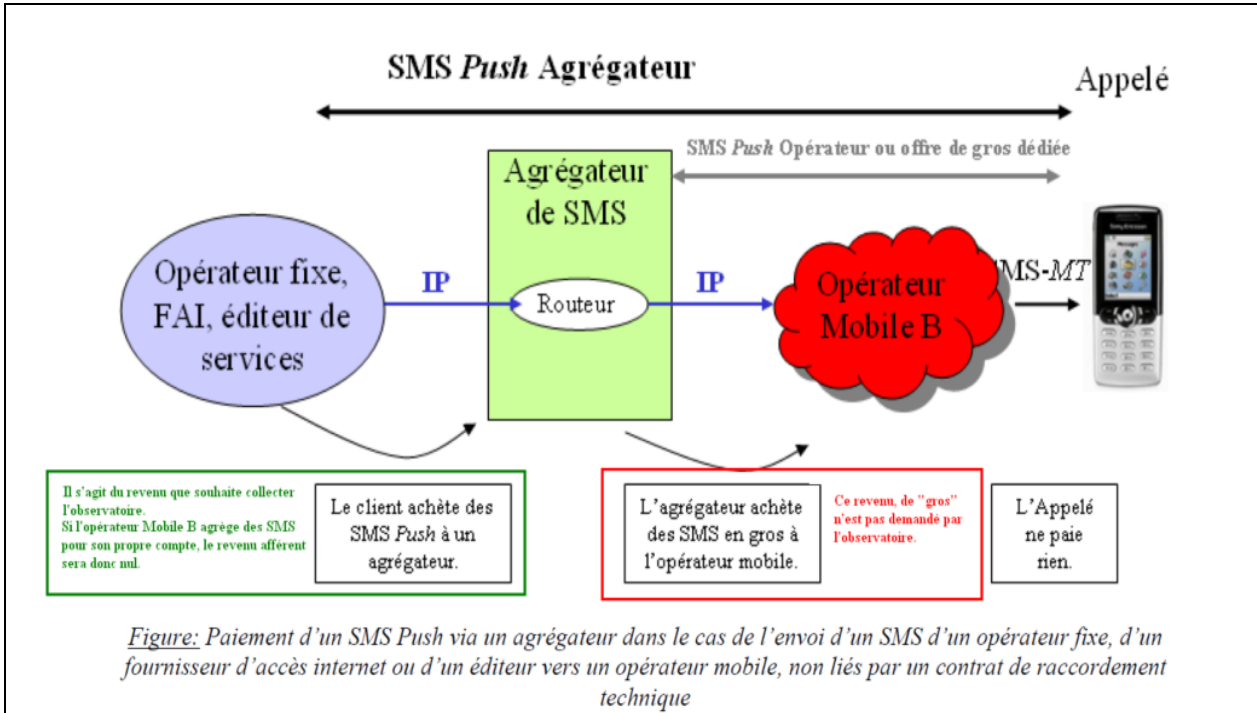 SMS Push Agrégateur
Appelé
SMS Push Opérateur ou offre de gros dédiée
Agrégateur
de SMS
Opérateur fixe,
FAI, éditeur de
services
IP
Routeur
IP
Opérateur
Mobile B
SMS-MT
Il s'agit du revenu que souhaite collecter
l'observatoire.
Si l'opérateur Mobile B agrège des SMS
pour son propre compte, le revenu afférent
sera donc nul.
Le client achète des
SMS Push à un
agrégateur.
L'agrégateur achète
des SMS en gros à
l'opérateur mobile.
Ce revenu, de "gros"
n'est pas demandé par
l'observatoire.
L'Appelé
ne paie
rien.
Figure: Paiement d'un SMS Push via un agrégateur dans le cas de l'envoi d'un SMS d'un opérateur fixe, d'un
fournisseur d'accès internet ou d'un éditeur vers un opérateur mobile, non liés par un contrat de raccordement
technique